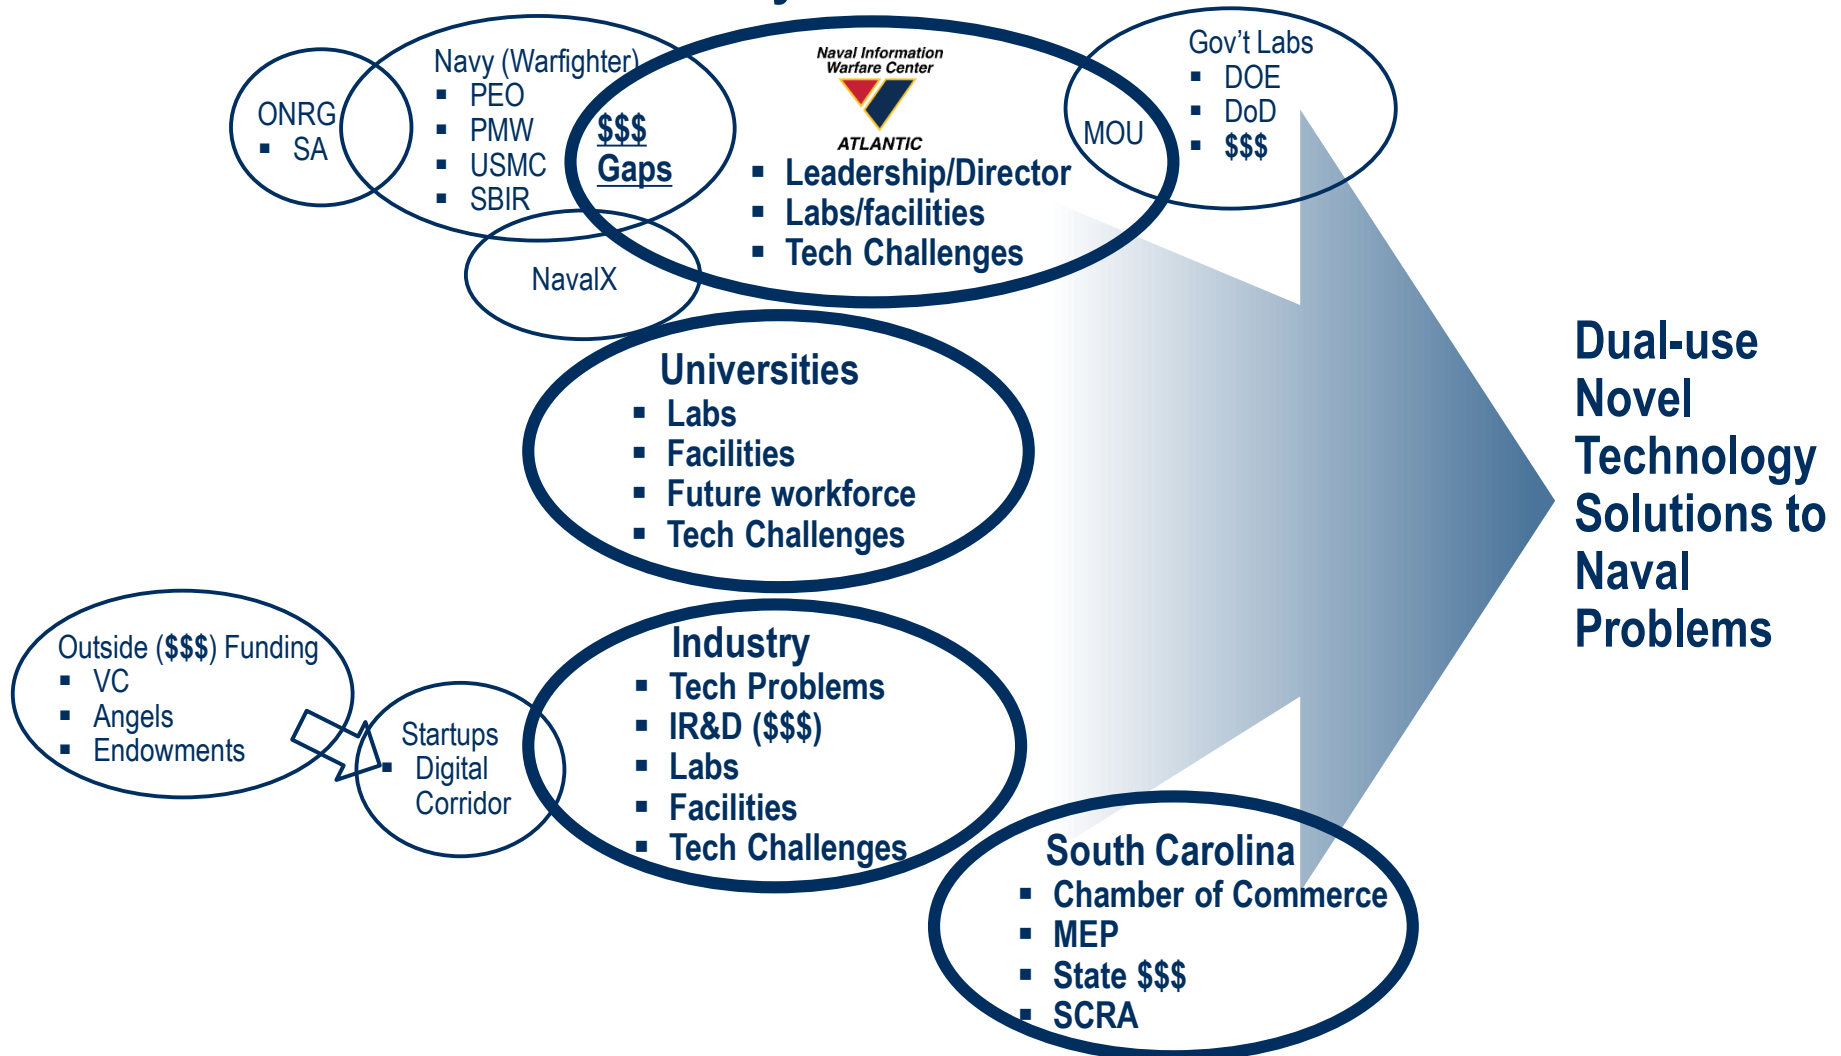 ONRG
▪ SA
Navy (Warfighter)
▪ PEO
▪ PMW
▪ USMC
▪ SBIR
$$$
Gaps
NavalX
Naval Information
Warfare Center
ATLANTIC
▪ Leadership/Director
▪ Labs/facilities
▪ Tech Challenges
MOU
Gov't Labs
▪ DOE
▪ DoD
▪ $$$
Universities
▪ Labs
▪ Facilities
▪ Future workforce
▪ Tech Challenges
Outside ($$$) Funding
▪ VC
▪ Angels
▪ Endowments
Startups
▪ Digital
Corridor
Industry
▪ Tech Problems
▪ IR&D ($$$)
▪ Labs
▪ Facilities
▪ Tech Challenges
South Carolina
▪ Chamber of Commerce
▪ MEP
▪ State $$$
▪ SCRA
Dual-use
Novel
Technology
Solutions to
Naval
Problems